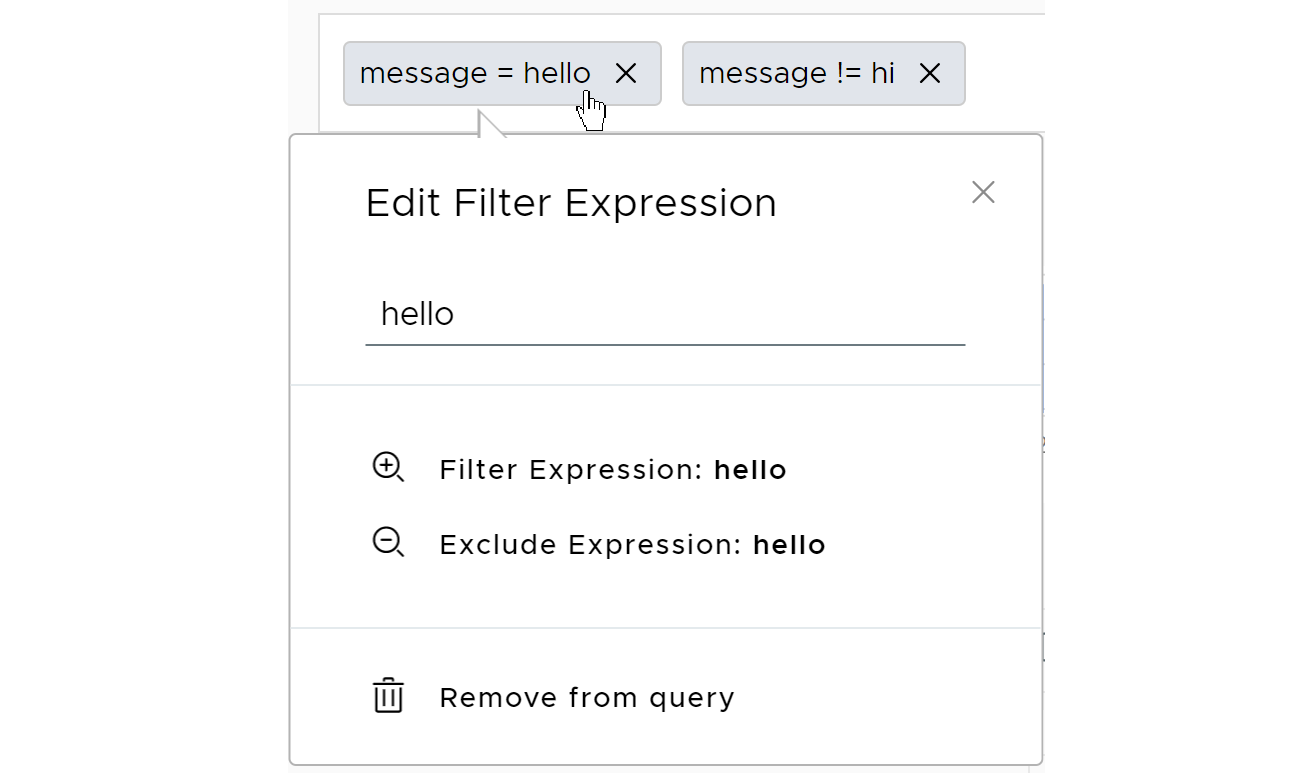 message = hello message != hi
Edit Filter Expression
hello
Filter Expression: hello
Exclude Expression: hello
Remove from query